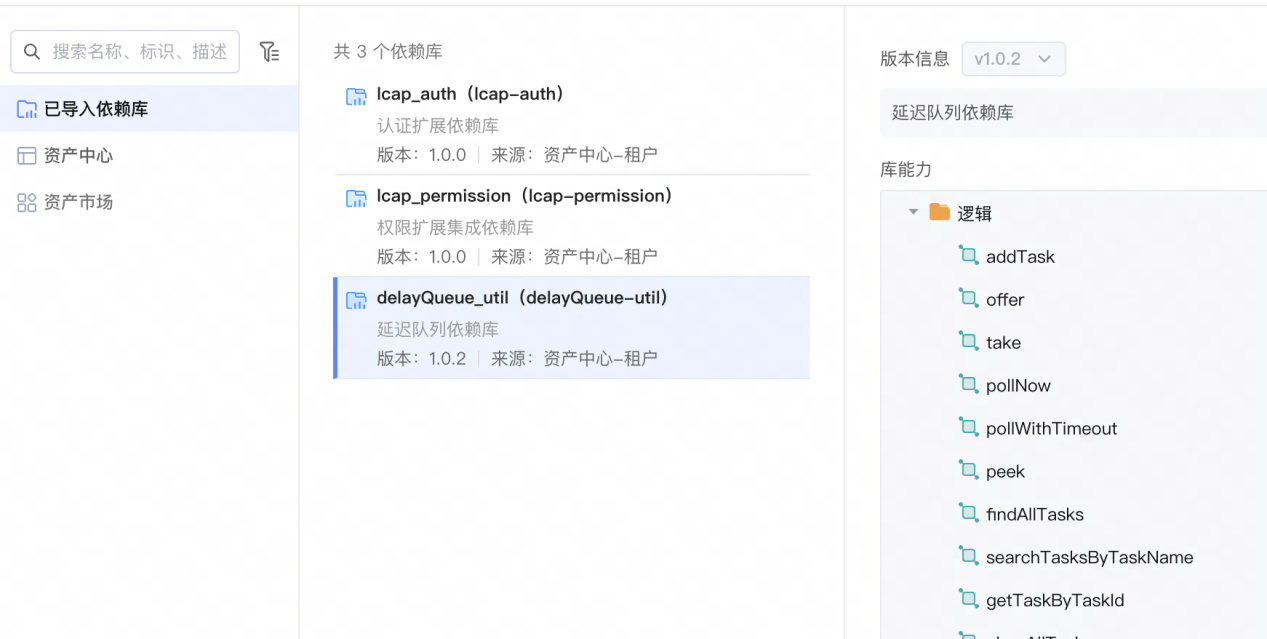 搜索名称、标识、描述
已导入依赖库
资产中心
资产市场
共 3 个依赖库
lcap_auth（lcap-auth）
认证扩展依赖库
版本：1.0.0 | 来源：资产中心-租户
lcap_permission（lcap-permission）
权限扩展集成依赖库
版本：1.0.0 | 来源：资产中心-租户
delayQueue_util（delayQueue-util）
延迟队列依赖库
版本：1.0.2 | 来源：资产中心-租户
版本信息 v1.0.2
延迟队列依赖库
库能力
逻辑
addTask
offer
take
pollNow
pollWithTimeout
peek
findAllTasks
searchTasksByTaskName
getTaskByTaskId